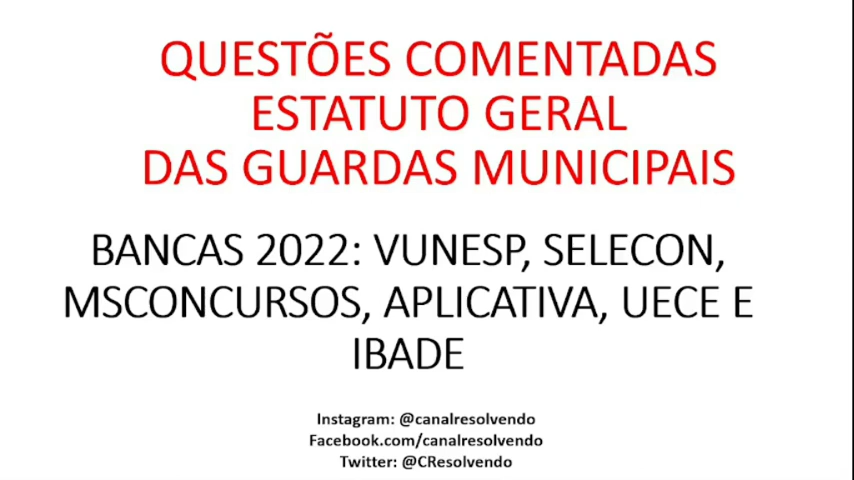 QUESTÕES COMENTADAS
ESTATUTO GERAL
DAS GUARDAS MUNICIPAIS
BANCAS 2022: VUNESP, SELECON,
MSCONCURSOS, APLICATIVA, UECE E
IBADE
Instagram: @canalresolvendo
Facebook.com/canalresolvendo
Twitter: @CResolvendo